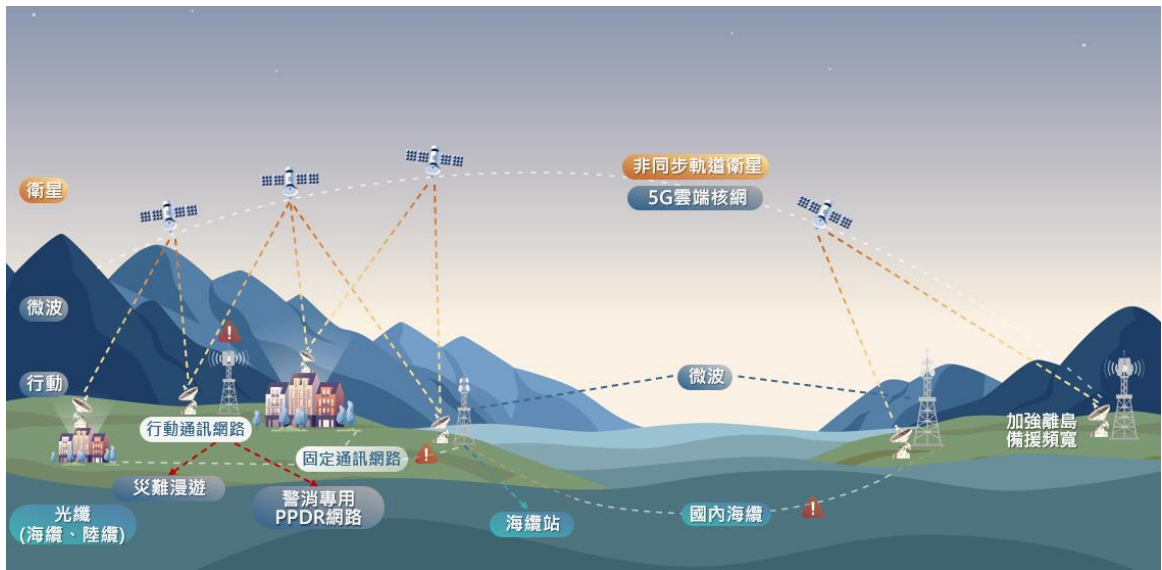 衛星
非同步軌道衛星
5G雲端核網
微波
行動
微波
行動通訊網路
加強離島
備援頻寬
固定通訊網路
災難漫遊
警消專用
PPDR網路
光纖
(海纜、陸纜)
海纜站
國內海纜